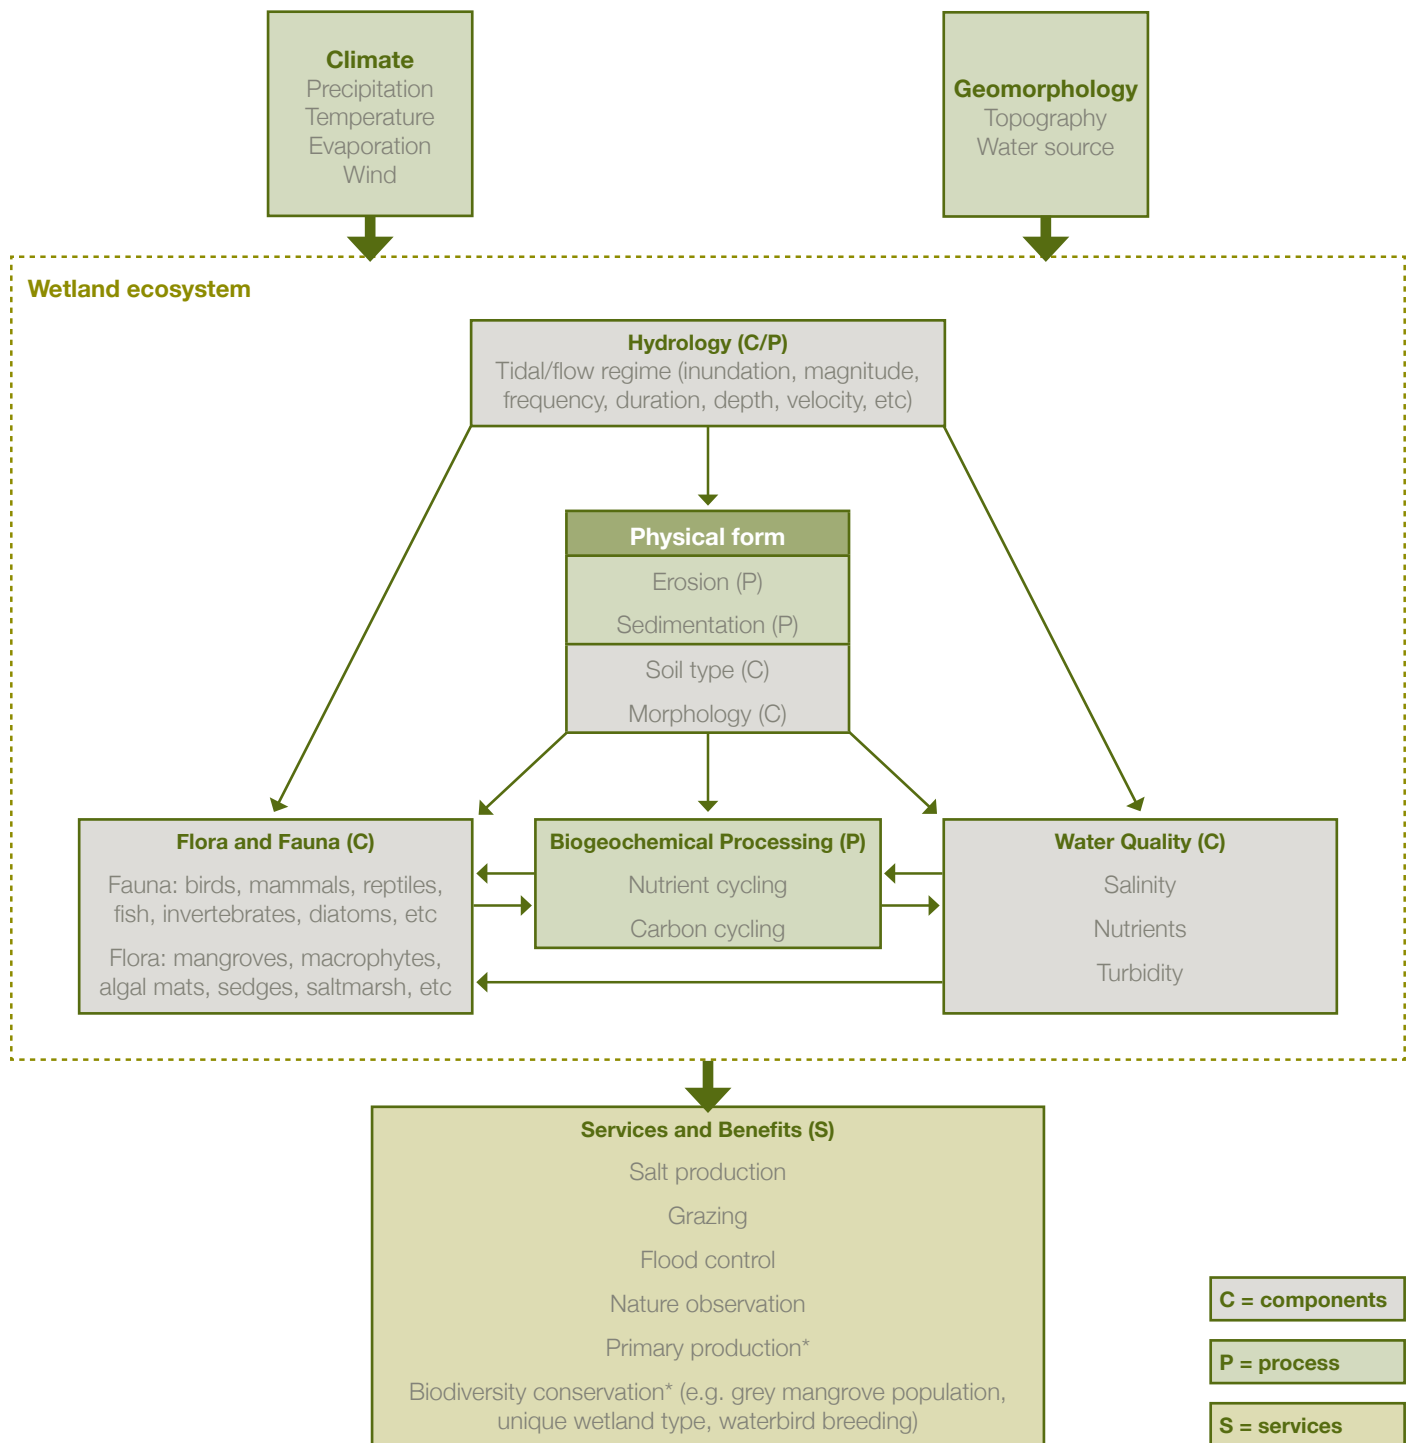 Climate
Precipitation
Temperature
Evaporation
Wind
Geomorphology
Topography
Water source
Wetland ecosystem
Hydrology (C/P)
Tidal/flow regime (inundation, magnitude,
frequency, duration, depth, velocity, etc)
Physical form
Erosion (P)
Sedimentation (P)
Soil type (C)
Morphology (C)
Flora and Fauna (C)
Fauna: birds, mammals, reptiles,
fish, invertebrates, diatoms, etc
Flora: mangroves, macrophytes,
algal mats, sedges, saltmarsh, etc
Biogeochemical Processing (P)
Nutrient cycling
Carbon cycling
Water Quality (C)
Salinity
Nutrients
Turbidity
Services and Benefits (S)
Salt production
Grazing
Flood control
Nature observation
Primary production*
Biodiversity conservation* (e.g. grey mangrove population,
unique wetland type, waterbird breeding)
C = components
P = process
S = services